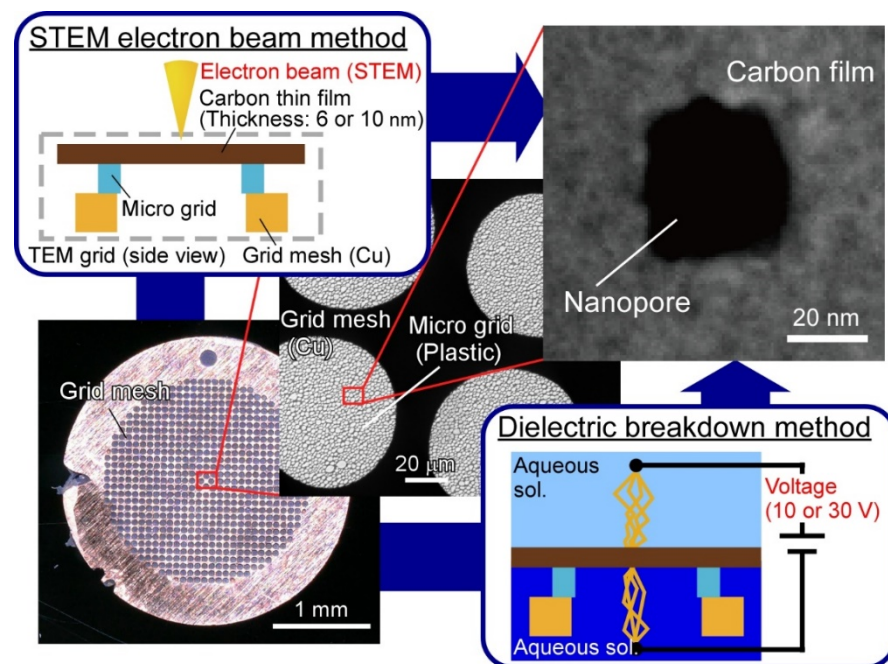 STEM electron beam method
Electron beam (STEM)
Carbon thin film
(Thickness: 6 or 10 nm)
Micro grid
TEM grid (side view)
Grid mesh (Cu)
Carbon film
Nanopore
20 nm
Grid mesh
(Cu)
Micro grid
(Plastic)
20 μm
Grid mesh
1 mm
Dielectric breakdown method
Aqueous
sol.
Voltage
(10 or 30 V)
Aqueous sol.